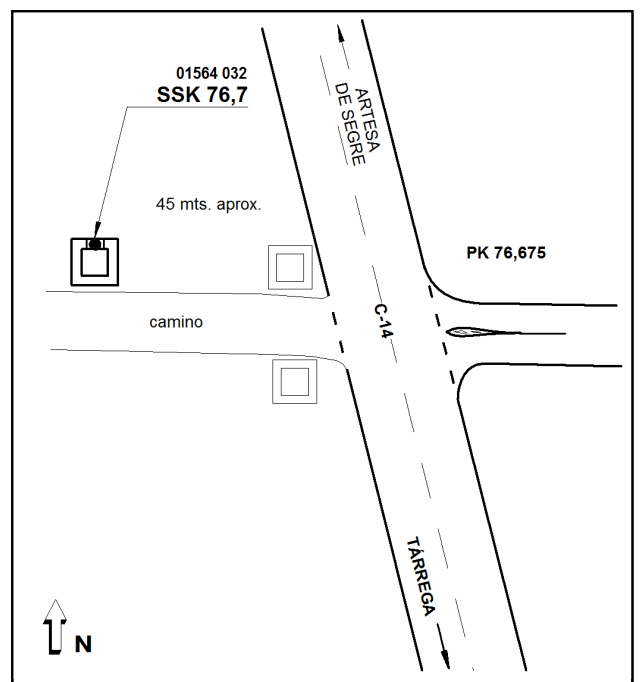 01564 032
SSK 76,7
ARTESA
DE SEGRE
45 mts. aprox.
PK 76,675
C-14
camino
TÁRREGA
N